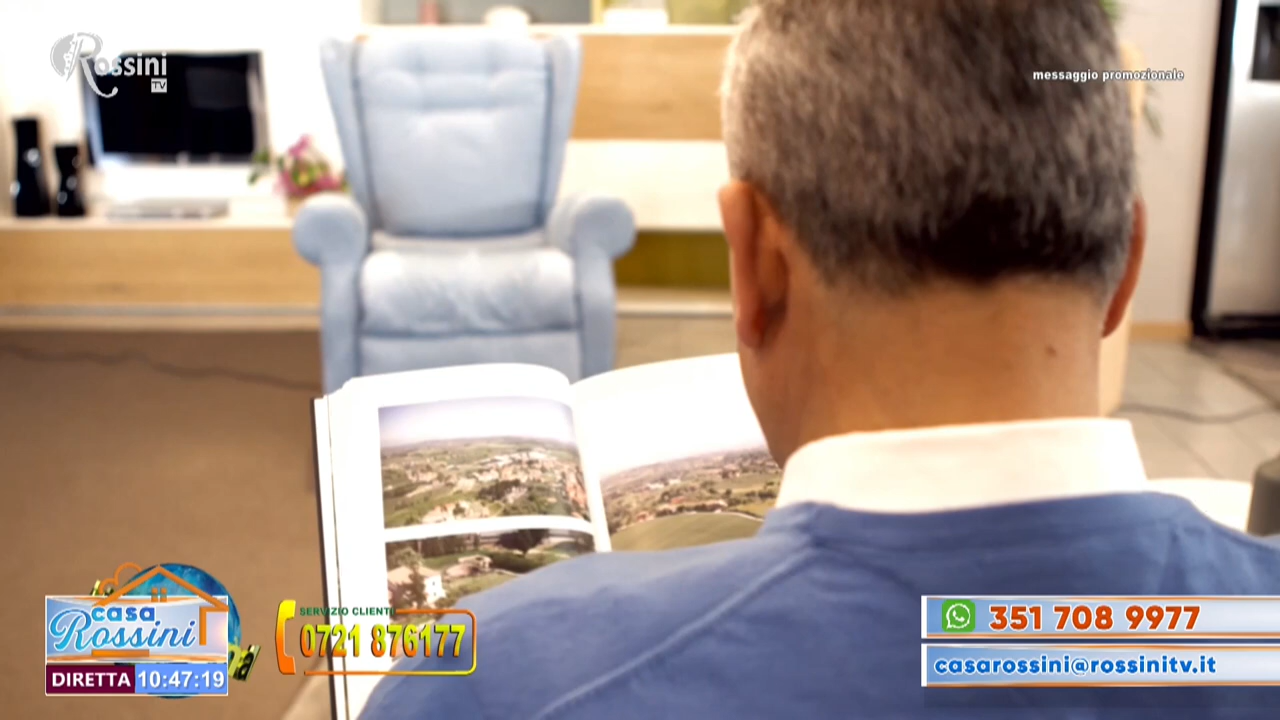 Rossini
TV
messaggio promozionale
casa
Rossini
DIRETTA 10:47:19
SERVIZIO CLIENTI
0721 876177
351 708 9977
casarossini@rossinitv.it